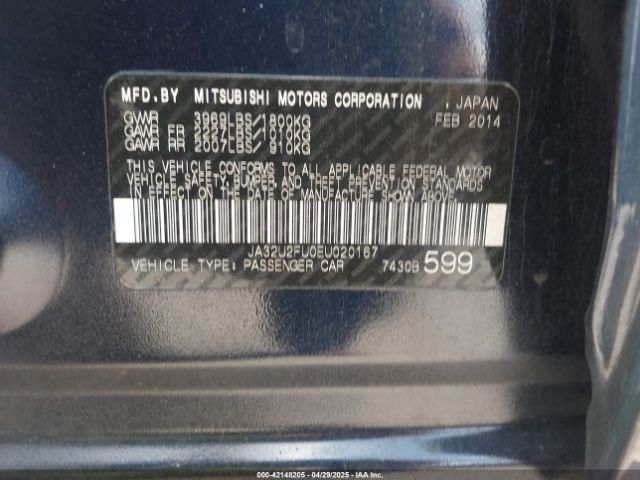 MFD.BY MITSUBISHI MOTORS CORPORATION , JAPAN
GVWR 3969LBS/1800KG FEB 2014
GAWR FR LBS/
GAWR RR 2007LBS/910KG
THIS VEHICLE CONFORMS TO ALL APPLICABLE FEDERAL MOTOR
VEHICLE SAFETY, BUMPER, AND THEFT PREVENTION STANDARDS
IN EFFECT ON THE DATE OF MANUFACTURE SHOWN ABOVE.
JA32U2FU0EU020167
VEHICLE TYPE: PASSENGER CAR 7430B 599
000-42148205 - 04/29/2025 - IAA Inc.